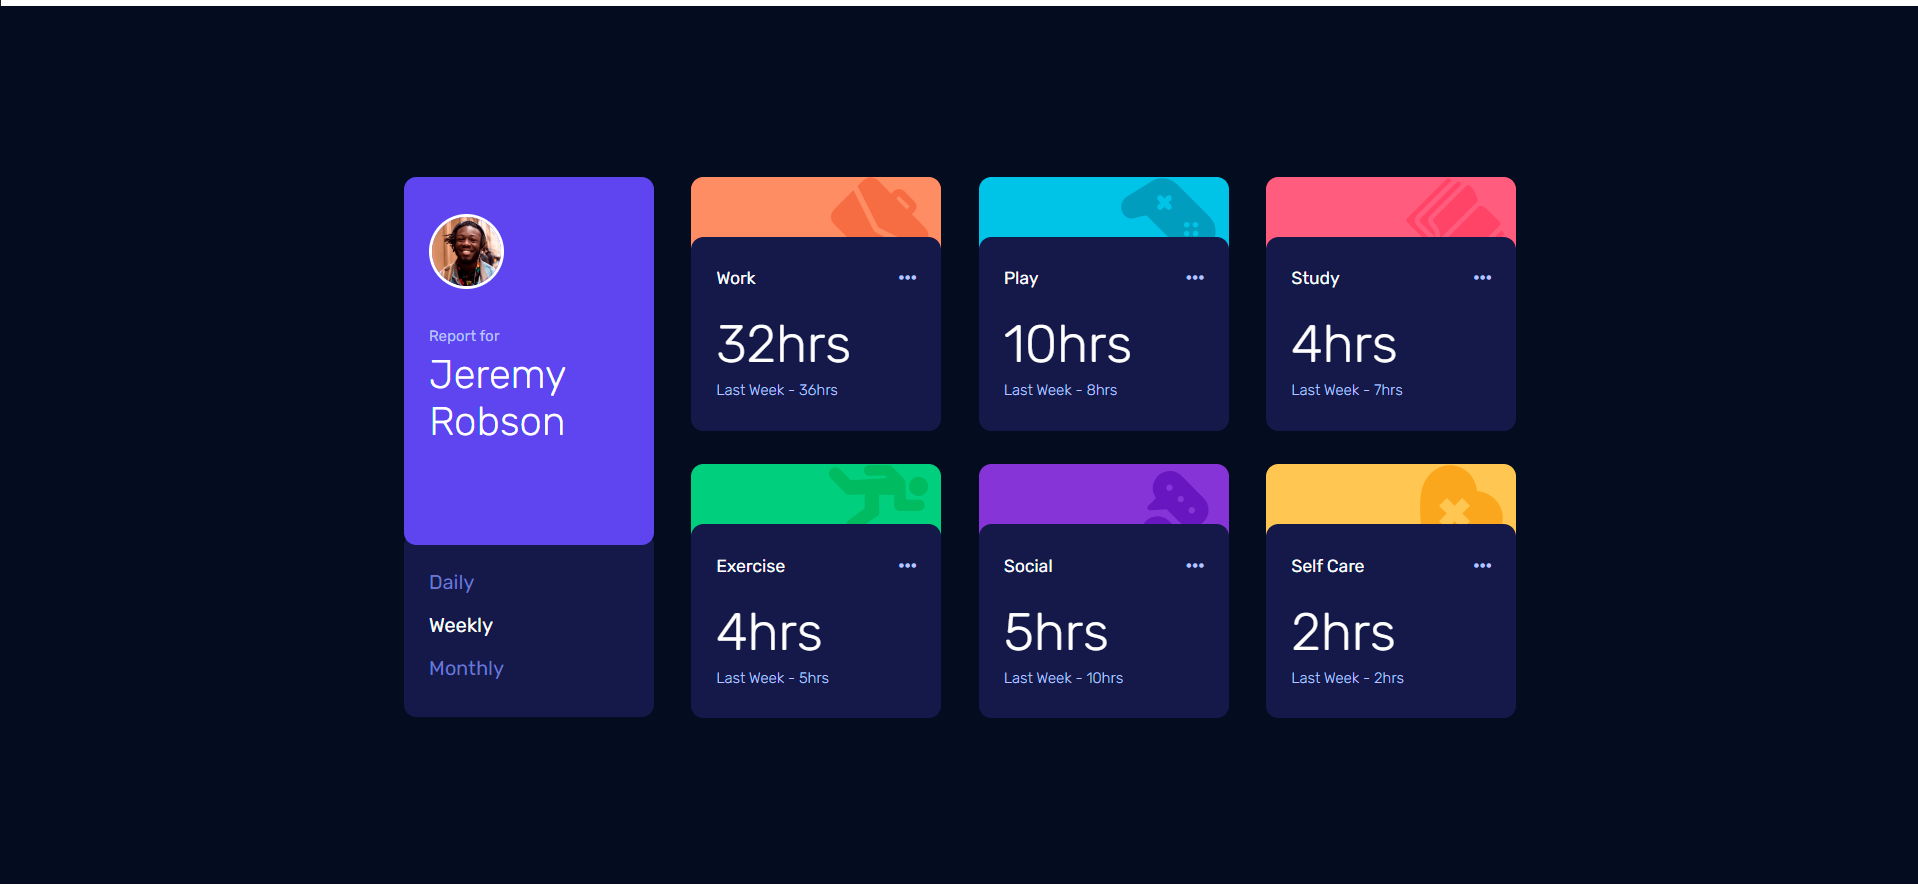 Report for
Jeremy
Robson
Daily
Weekly
Monthly
Work
32hrs
Last Week - 36hrs
Play
10hrs
Last Week - 8hrs
Study
4hrs
Last Week - 7hrs
Exercise
4hrs
Last Week - 5hrs
Social
5hrs
Last Week - 10hrs
Self Care
2hrs
Last Week - 2hrs